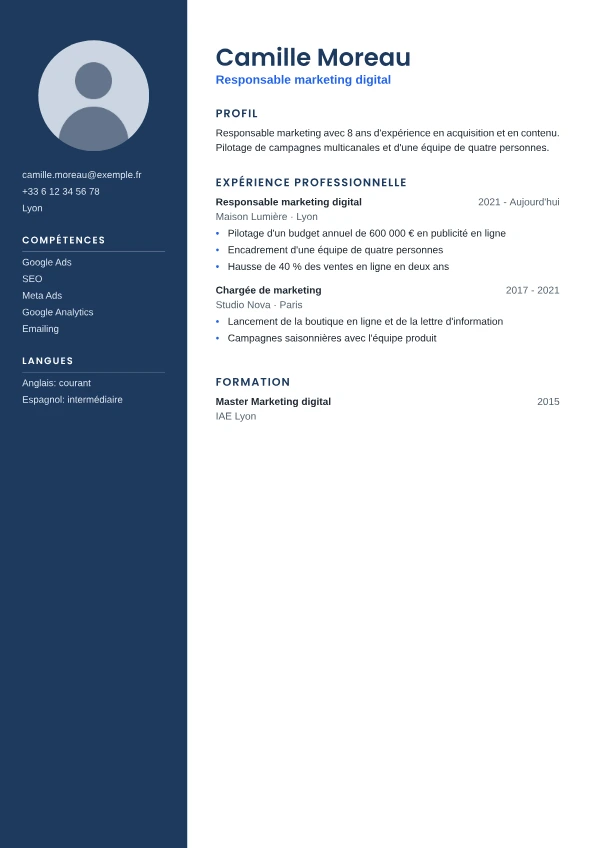 camille.moreau@exemple.fr
+33 6 12 34 56 78
Lyon
COMPÉTENCES
Google Ads
SEO
Meta Ads
Google Analytics
Emailing
LANGUES
Anglais: courant
Espagnol: intermédiaire
Camille Moreau
Responsable marketing digital
PROFIL
Responsable marketing avec 8 ans d'expérience en acquisition et en contenu.
Pilotage de campagnes multicanales et d'une équipe de quatre personnes.
EXPÉRIENCE PROFESSIONNELLE
Responsable marketing digital 2021 - Aujourd'hui
Maison Lumière · Lyon
• Pilotage d'un budget annuel de 600 000 € en publicité en ligne
• Encadrement d'une équipe de quatre personnes
• Hausse de 40 % des ventes en ligne en deux ans
Chargée de marketing 2017 - 2021
Studio Nova · Paris
• Lancement de la boutique en ligne et de la lettre d'information
• Campagnes saisonnières avec l'équipe produit
FORMATION
Master Marketing digital 2015
IAE Lyon